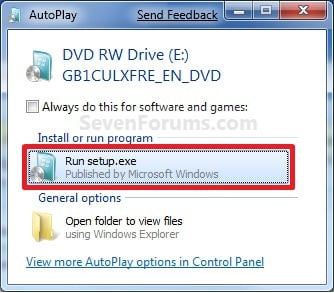 AutoPlay
Send Feedback
DVD RW Drive (E:)
GB1CULXFRE_EN_DVD
Always do this for software and games:
SevenForums.com
Install or run program
Run setup.exe
Published by Microsoft Windows
General options
Open folder to view files
using Windows Explorer
View more AutoPlay options in Control Panel